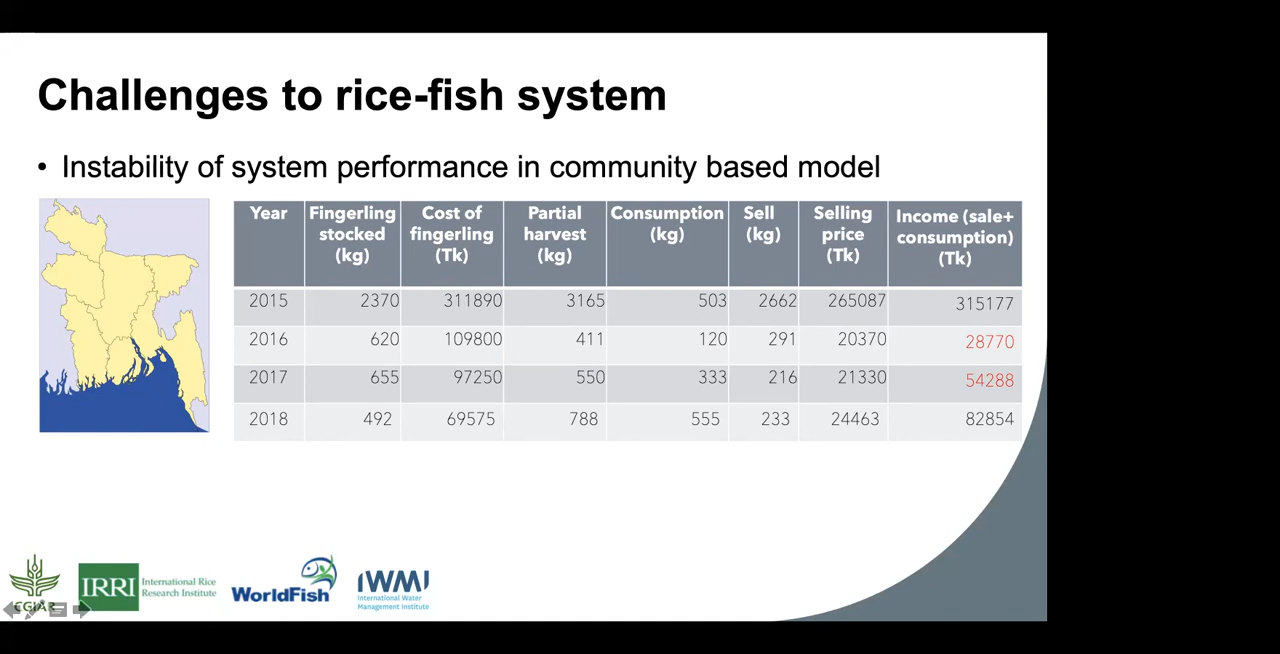 Challenges to rice-fish system
• Instability of system performance in community based model
Year Fingerling stocked (kg) Cost of fingerling (Tk) Partial harvest (kg) Consumption (kg) Sell (kg) Selling price (Tk) Income (sale+ consumption) (Tk)
2015 2370 311890 3165 503 2662 265087 315177
2016 620 109800 411 120 291 20370 28770
2017 655 97250 550 333 216 21330 54288
2018 492 69575 788 555 233 24463 82854
CGIAR
IRRI International Rice Research Institute
WorldFish
IWMI
International Water
Management Institute